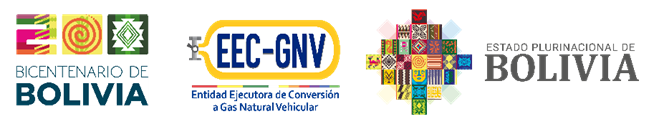 BICENTENARIO DE
BOLIVIA
EEC-GNV
Entidad Ejecutora de Conversión
a Gas Natural Vehicular
ESTADO PLURINACIONAL DE
BOLIVIA